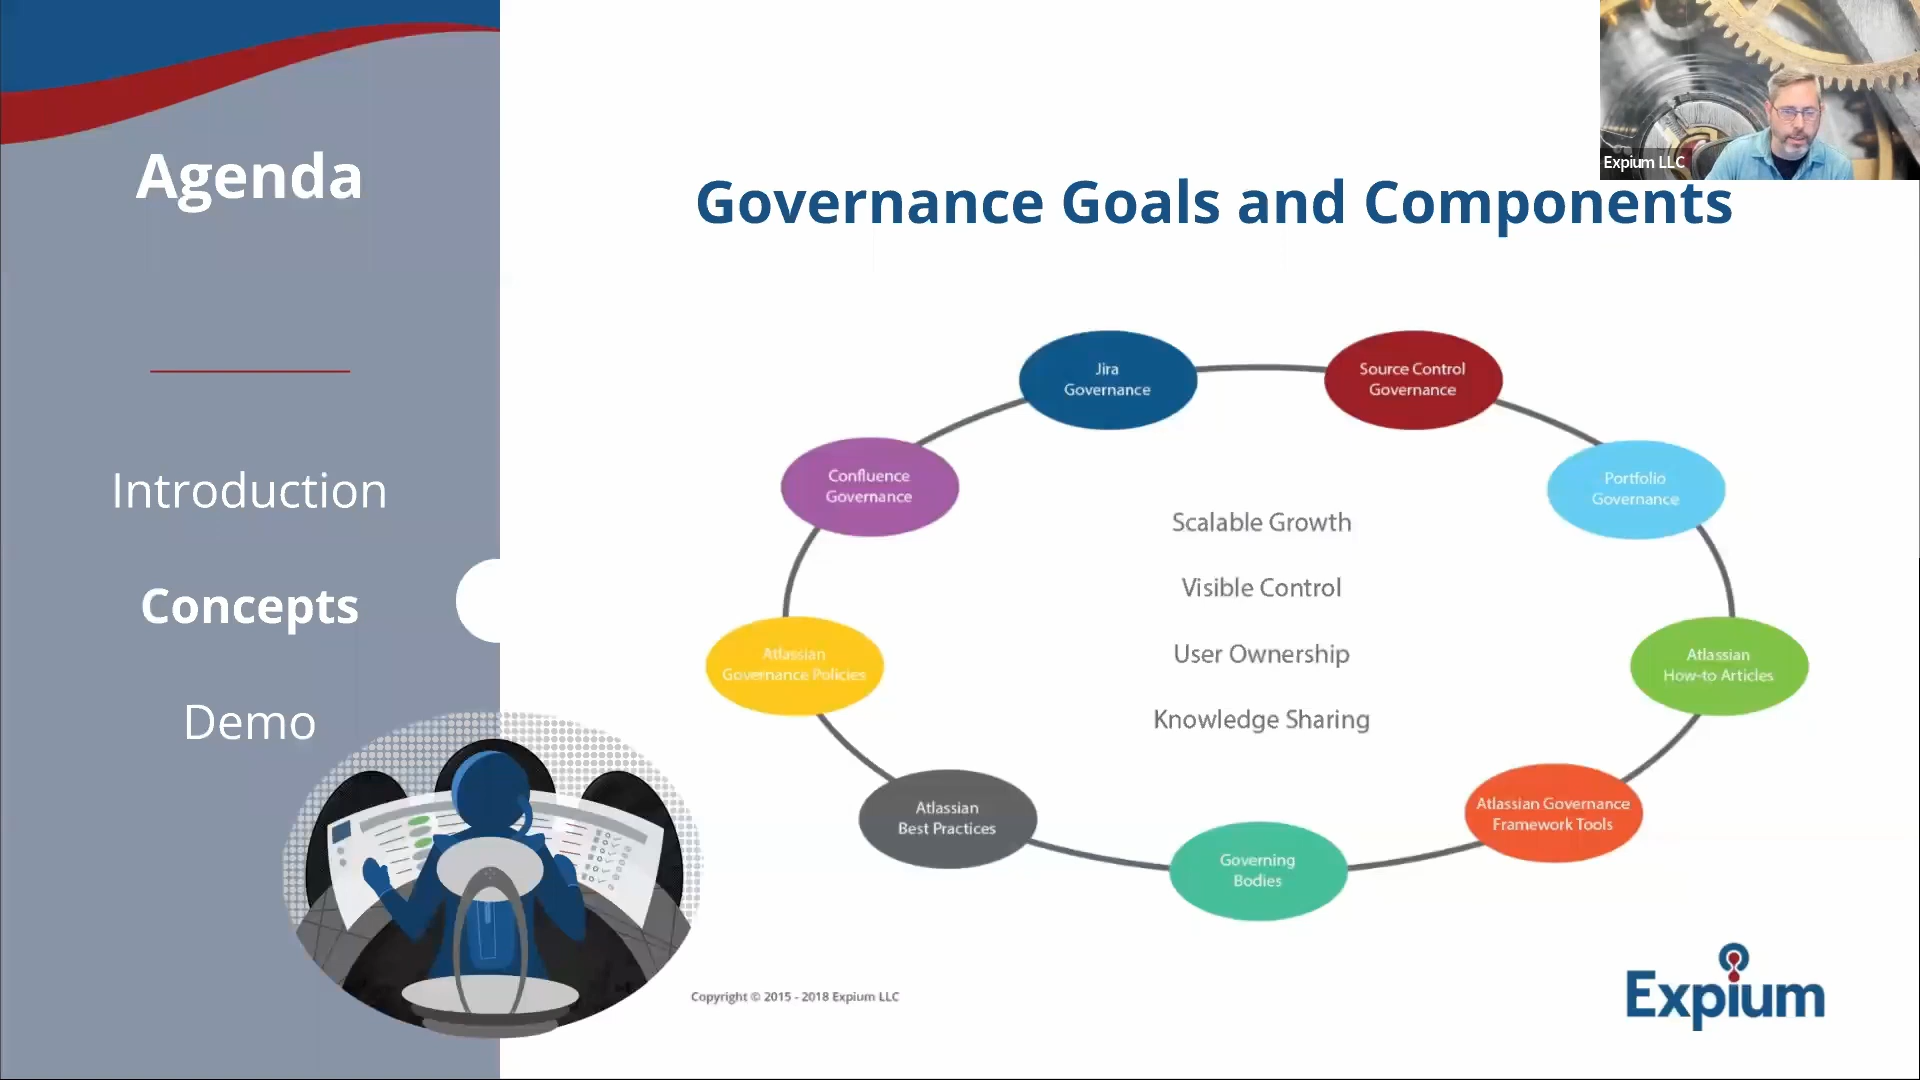 Agenda
Introduction
Concepts
Demo
Expium LLC
Governance Goals and Components
Jira
Governance
Source Control
Governance
Confluence
Governance
Portfolio
Governance
Scalable Growth
Visible Control
User Ownership
Knowledge Sharing
Atlassian
Governance Policies
Atlassian
How-to Articles
Atlassian
Best Practices
Atlassian Governance
Framework Tools
Governing
Bodies
Copyright © 2015 - 2018 Expium LLC
Expium